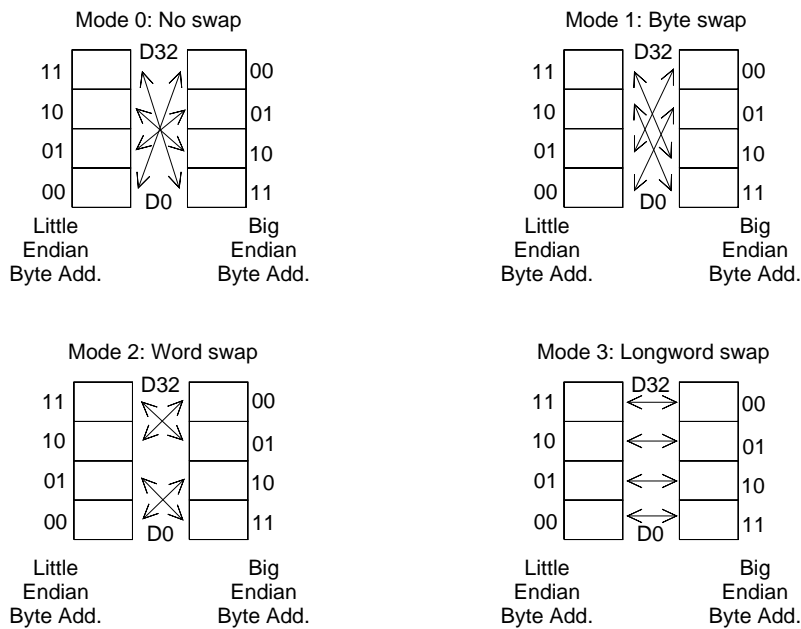 Mode 0: No swap
D32
11
10
01
00
00
01
10
11
D0
Little
Endian
Byte Add.
Big
Endian
Byte Add.
Mode 1: Byte swap
D32
11
10
01
00
00
01
10
11
D0
Little
Endian
Byte Add.
Big
Endian
Byte Add.
Mode 2: Word swap
D32
11
10
01
00
00
01
10
11
D0
Little
Endian
Byte Add.
Big
Endian
Byte Add.
Mode 3: Longword swap
D32
11
10
01
00
00
01
10
11
D0
Little
Endian
Byte Add.
Big
Endian
Byte Add.